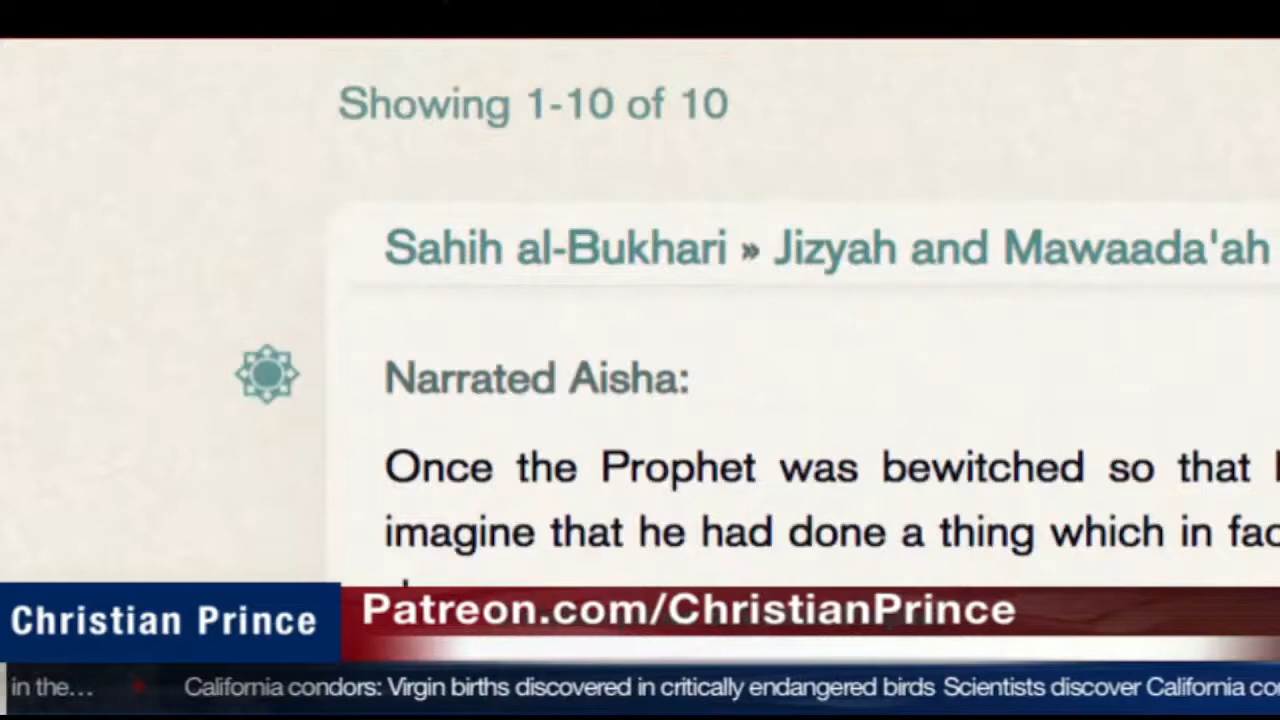 Showing 1-10 of 10
Sahih al-Bukhari » Jizyah and Mawaada'ah
Narrated Aisha:
Once the Prophet was bewitched so that
imagine that he had done a thing which in
Christian Prince
Patreon.com/ChristianPrince
in the... California condors: Virgin births discovered in critically endangered birds Scientists discover California